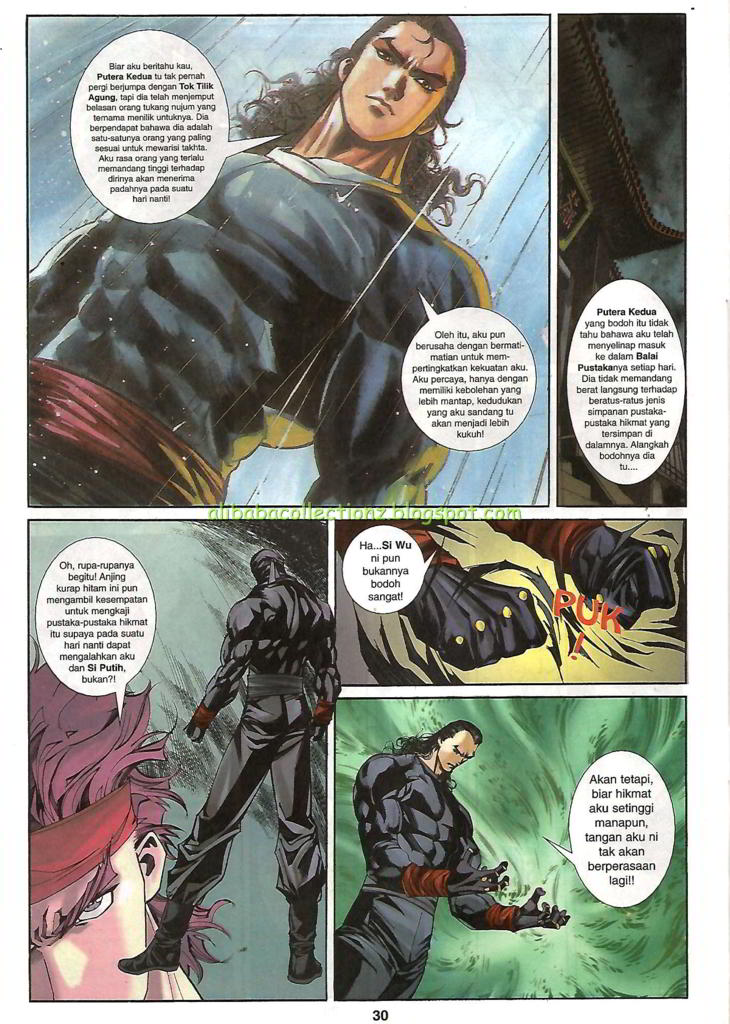 Biar aku beritahu kau,
Putera Kedua tu tak pernah
pergi berjumpa dengan Tok Tilik
Agung, tapi dia telah menjemput
belasan orang tukang nujum yang
ternama menilik untuknya. Dia
berpendapat bahawa dia adalah
satu-satunya orang yang paling
sesuai untuk mewarisi takhta.
Aku rasa orang yang terlalu
memandang tinggi terhadap
dirinya akan menerima
padahnya pada suatu
hari nanti!
Oleh itu, aku pun
berusaha dengan bermati-
matian untuk mem-
pertingkatkan kekuatan aku.
Aku percaya, hanya dengan
memiliki kebolehan yang
lebih mantap, kedudukan
yang aku sandang tu
akan menjadi lebih
kukuh!
Putera Kedua
yang bodoh itu tidak
tahu bahawa aku telah
menyelinap masuk
ke dalam Balai
Pustakanya setiap hari.
Dia tidak memandang
berat langsung terhadap
beratus-ratus jenis
simpanan pustaka-
pustaka hikmat yang
tersimpan di
dalamnya. Alangkah
bodohnya dia
tu....
alibabacollectionz.blogspot.com
Oh, rupa-rupanya
begitu! Anjing
kurap hitam ini pun
mengambil kesempatan
untuk mengkaji
pustaka-pustaka hikmat
itu supaya pada suatu
hari nanti dapat
mengalahkan aku
dan Si Putih,
bukan?!
Ha...Si Wu
ni pun
bukannya
bodoh
sangat!
PUK
!
Akan tetapi,
biar hikmat
aku setinggi
manapun,
tangan aku ni
tak akan
berperasaan
lagi!!
30